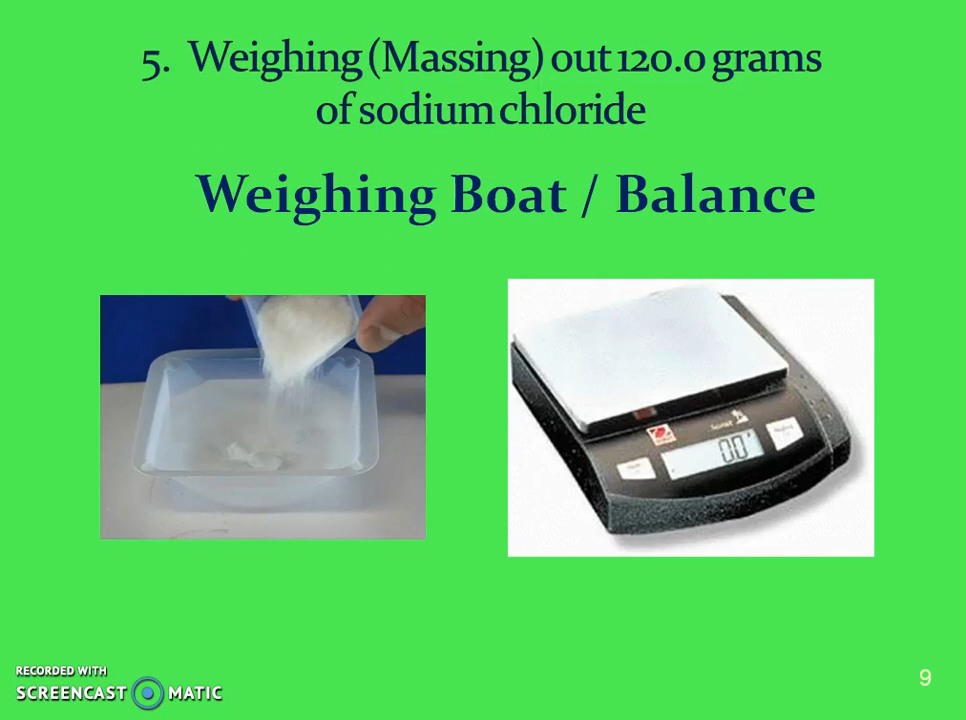 5. Weighing (Massing) out 120.0 grams
of sodium chloride
Weighing Boat / Balance
0.0
RECORDED WITH
SCREENCAST MATIC
9